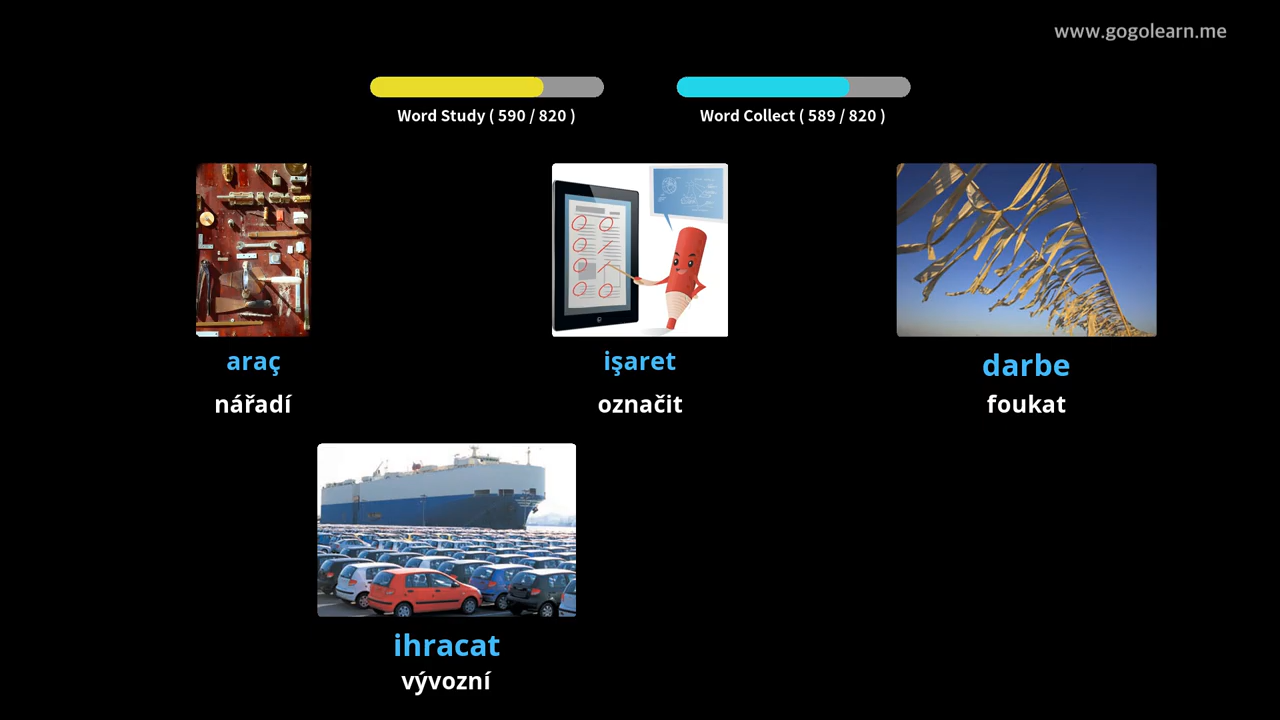 www.gogolearn.me
Word Study ( 590 / 820 )
Word Collect ( 589 / 820 )
araç
işaret
darbe
nářadí
označit
foukat
ihracat
vývozní